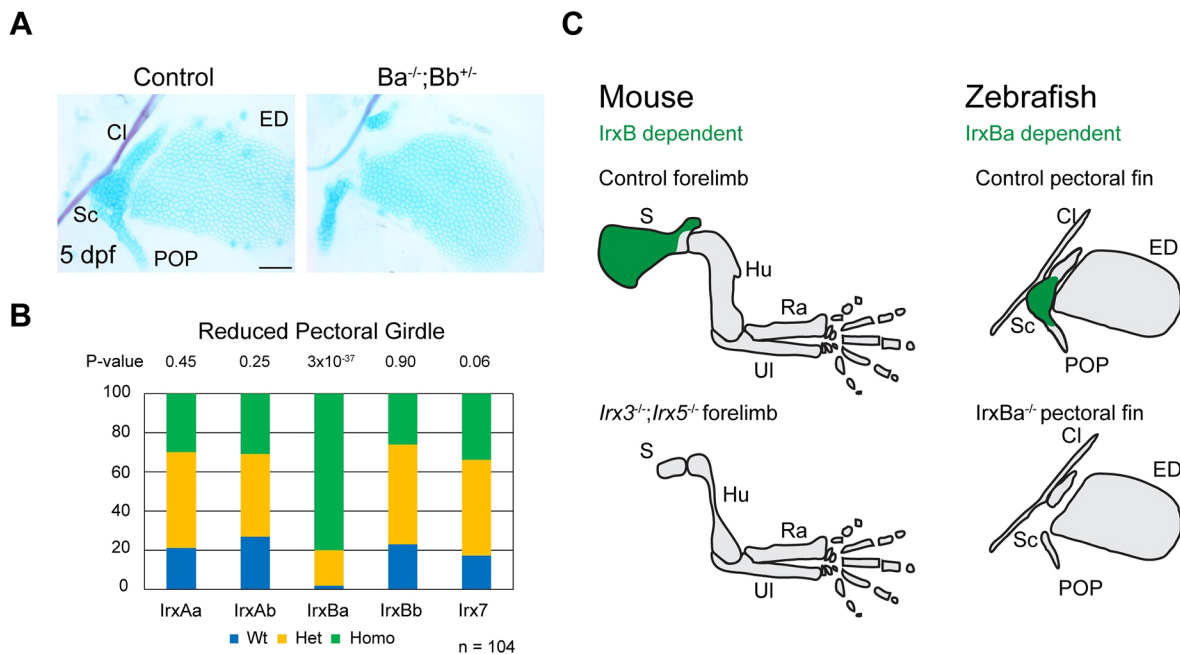 A
Control
Ba-/-;Bb+/-
Cl
ED
Sc
5 dpf
POP
B
Reduced Pectoral Girdle
P-value 0.45 0.25 3x10-37 0.90 0.06
100
80
60
40
20
0
IrxAa IrxAb IrxBa IrxBb Irx7
Wt Het Homo
n = 104
C
Mouse
IrxB dependent
Control forelimb
S
Hu
Ra
Ul
Irx3-/-;Irx5-/- forelimb
S
Hu
Ra
Ul
Zebrafish
IrxBa dependent
Control pectoral fin
Cl
ED
Sc
POP
IrxBa-/- pectoral fin
Cl
ED
Sc
POP